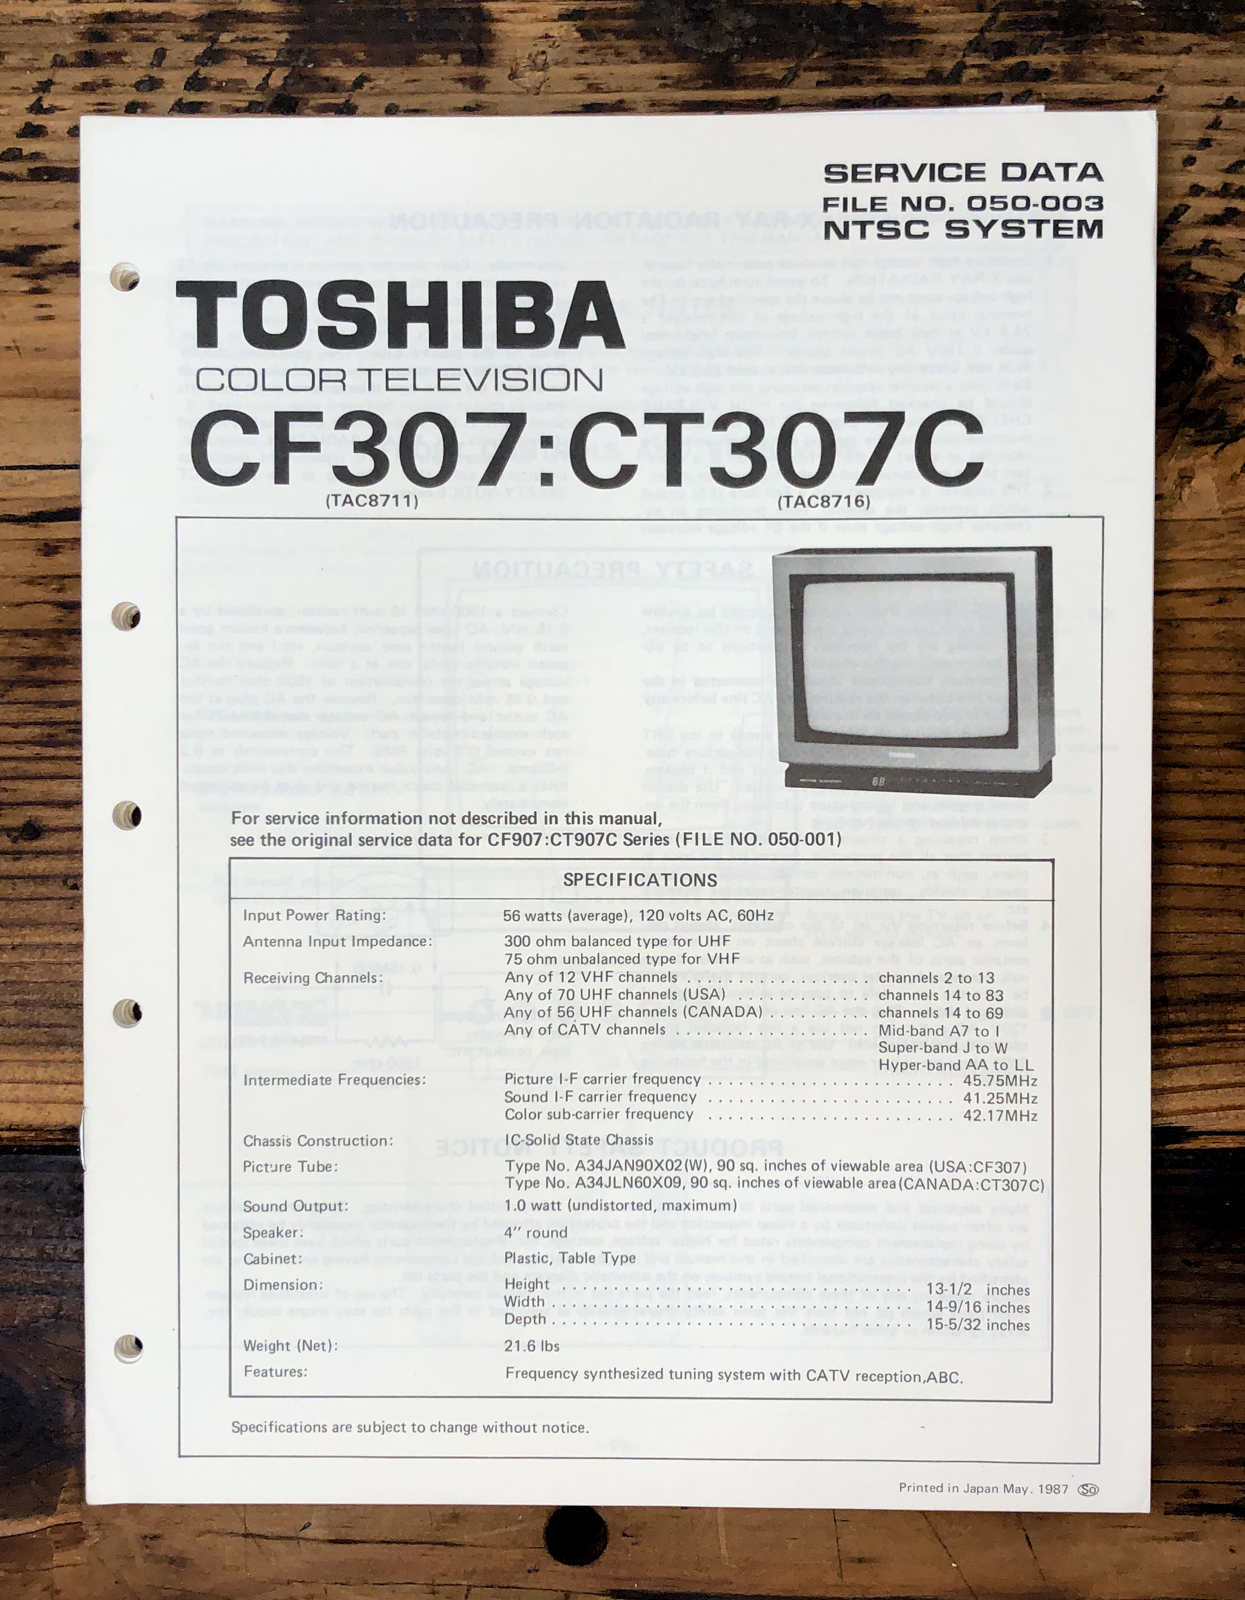 SERVICE DATA
FILE NO. 050-003
NTSC SYSTEM
TOSHIBA
COLOR TELEVISION
CF307:CT307C
(TAC8711) (TAC8716)
TOSHIBA
88
For service information not described in this manual,
see the original service data for CF907:CT907C Series (FILE NO. 050-001)
SPECIFICATIONS
Input Power Rating: 56 watts (average), 120 volts AC, 60Hz
Antenna Input Impedance: 300 ohm balanced type for UHF
75 ohm unbalanced type for VHF
Receiving Channels: Any of 12 VHF channels . . . . . . . . . . . . . . . . . . channels 2 to 13
Any of 70 UHF channels (USA) . . . . . . . . . . . . channels 14 to 83
Any of 56 UHF channels (CANADA) . . . . . . . . . channels 14 to 69
Any of CATV channels . . . . . . . . . . . . . . . . . . . Mid-band A7 to I
Super-band J to W
Hyper-band AA to LL
Intermediate Frequencies: Picture I-F carrier frequency . . . . . . . . . . . . . . . . . . . . . . . . 45.75MHz
Sound I-F carrier frequency . . . . . . . . . . . . . . . . . . . . . . . . 41.25MHz
Color sub-carrier frequency . . . . . . . . . . . . . . . . . . . . . . . . 42.17MHz
Chassis Construction: IC-Solid State Chassis
Picture Tube: Type No. A34JAN90X02(W), 90 sq. inches of viewable area (USA:CF307)
Type No. A34JLN60X09, 90 sq. inches of viewable area (CANADA:CT307C)
Sound Output: 1.0 watt (undistorted, maximum)
Speaker: 4" round
Cabinet: Plastic, Table Type
Dimension: Height . . . . . . . . . . . . . . . . . . . . . . . . . . . . . . . . . . 13-1/2 inches
Width . . . . . . . . . . . . . . . . . . . . . . . . . . . . . . . . . . . 14-9/16 inches
Depth . . . . . . . . . . . . . . . . . . . . . . . . . . . . . . . . . . . 15-5/32 inches
Weight (Net): 21.6 lbs
Features: Frequency synthesized tuning system with CATV reception,ABC.
Specifications are subject to change without notice.
Printed in Japan May. 1987 So